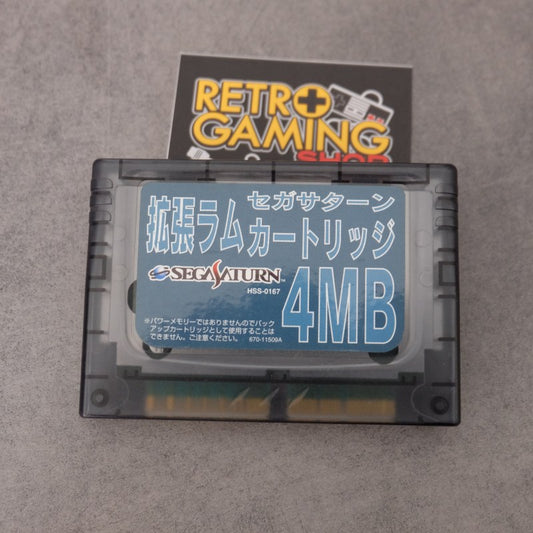 RETRO
GAMING
SHOP
セガサターン
拡張ラムカートリッジ
SEGASATURN™
HSS-0167
4MB
※パワーメモリーではありませんのでバック
アップカートリッジとして使用することは
できません。ご注意ください。 670-11509A